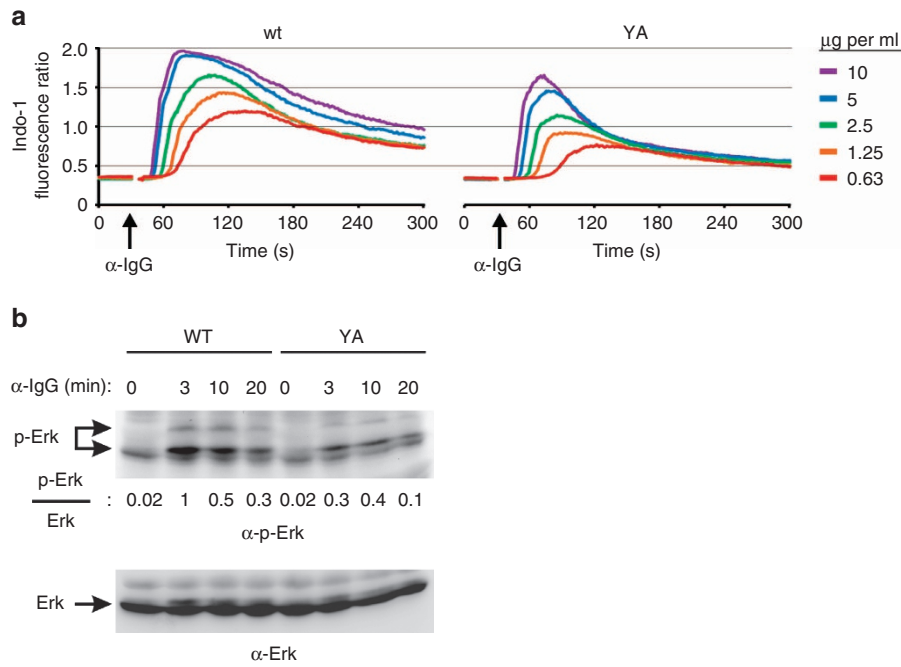 a
wt
YA
µg per ml
10
5
2.5
1.25
0.63
Indo-1
fluorescence ratio
2.0
1.5
1.0
0.5
0
0 60 120 180 240 300
0 60 120 180 240 300
Time (s)
Time (s)
α-IgG
α-IgG
b
WT
YA
α-IgG (min): 0 3 10 20 0 3 10 20
p-Erk
p-Erk
Erk
: 0.02 1 0.5 0.3 0.02 0.3 0.4 0.1
α-p-Erk
Erk
α-Erk